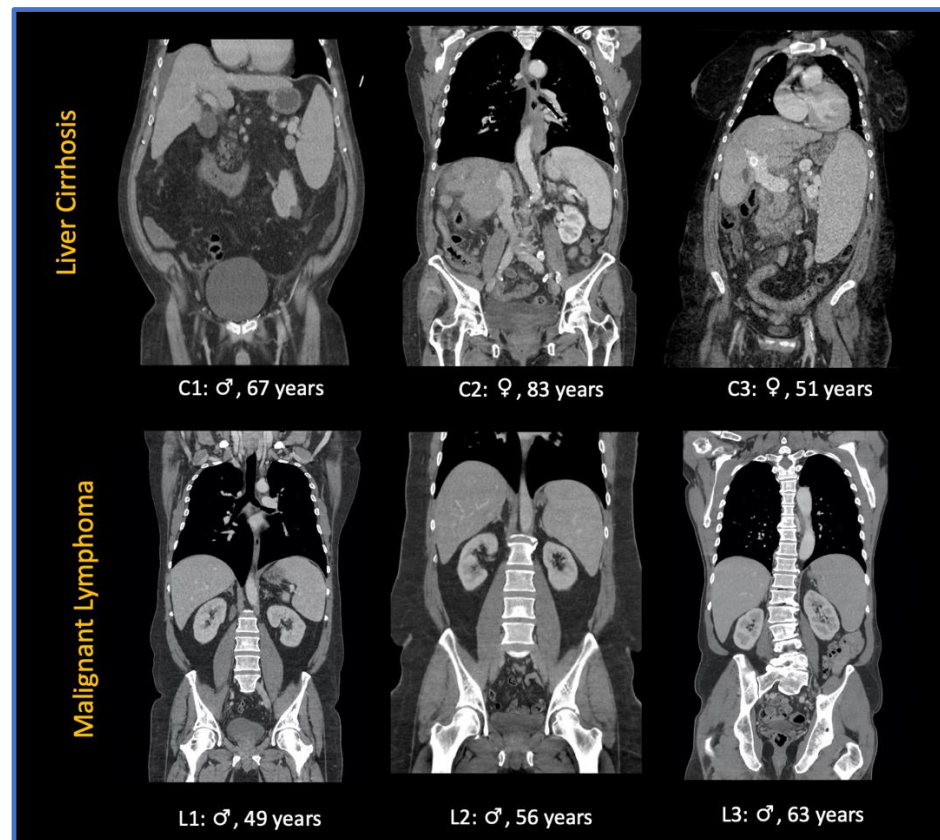 Liver Cirrhosis
C1: ♂, 67 years
C2: ♀, 83 years
C3: ♀, 51 years
Malignant Lymphoma
L1: ♂, 49 years
L2: ♂, 56 years
L3: ♂, 63 years